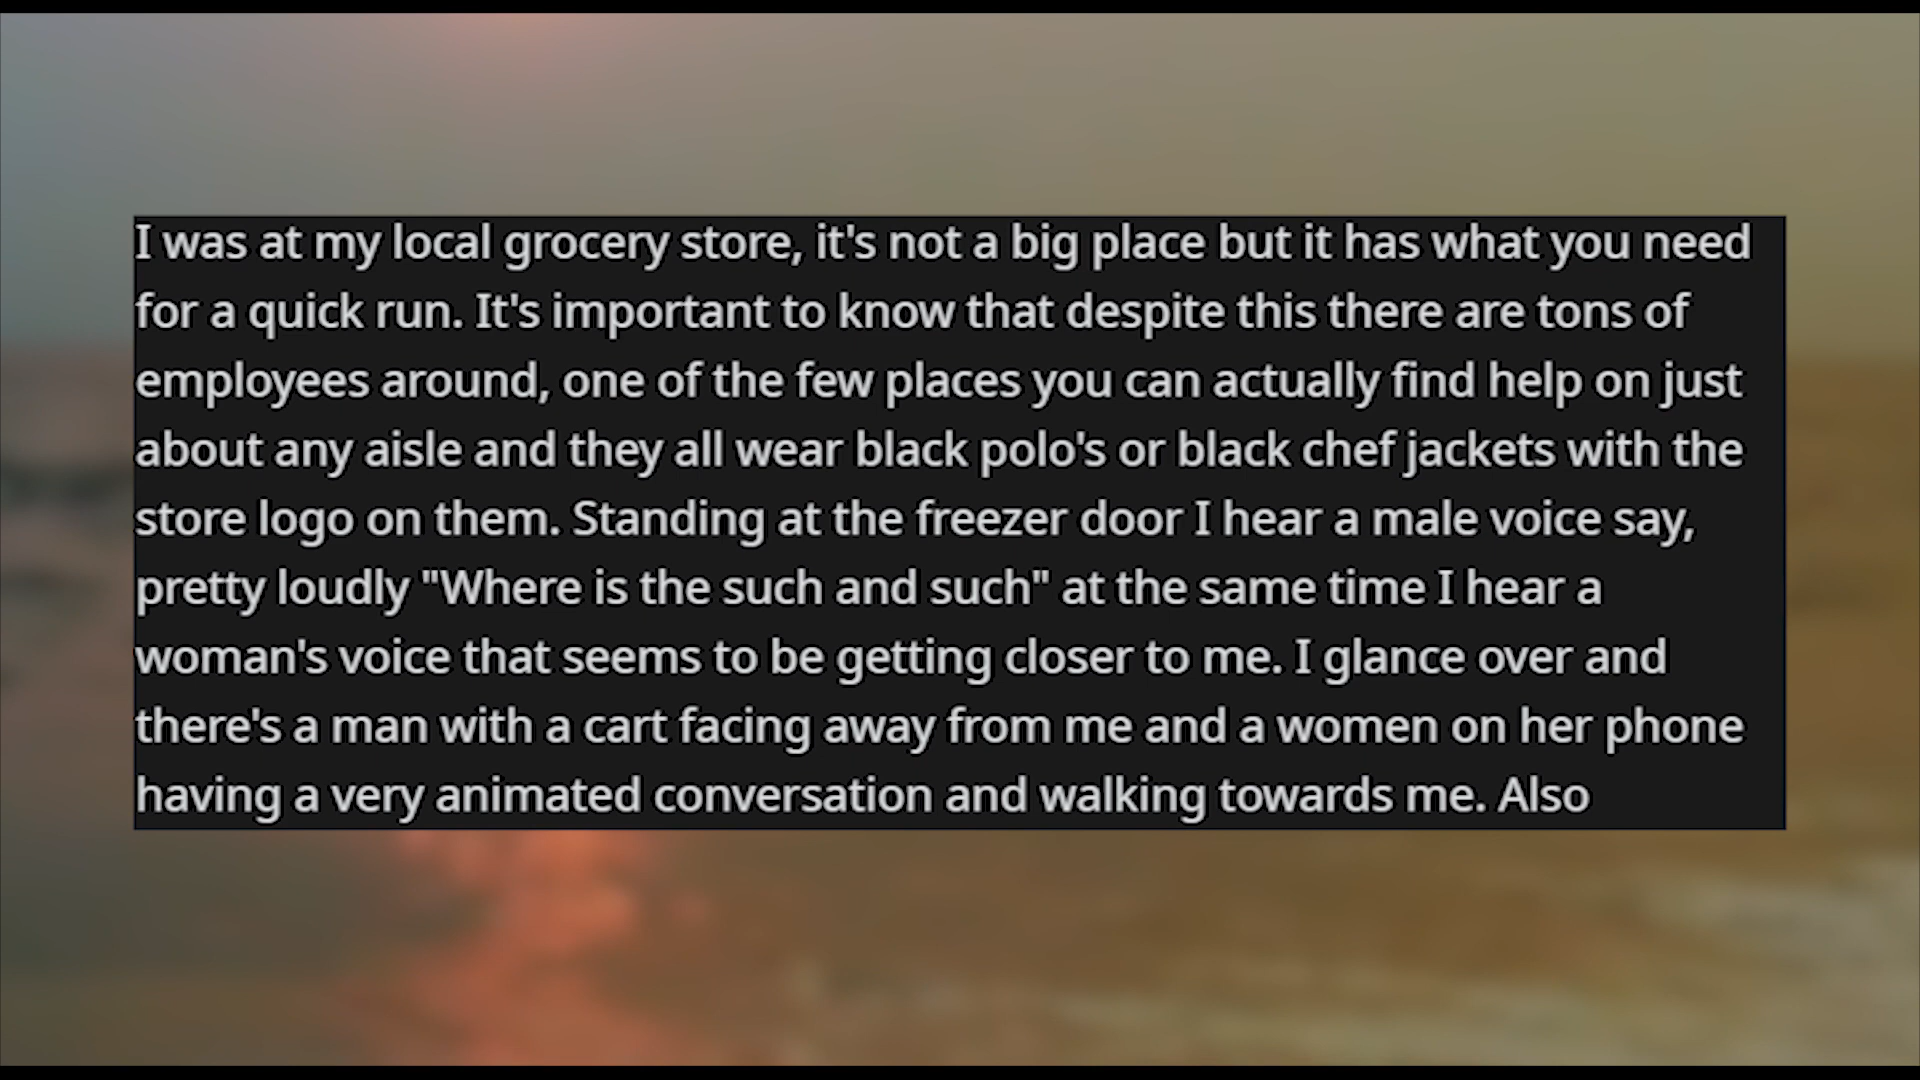 I was at my local grocery store, it's not a big place but it has what you need
for a quick run. It's important to know that despite this there are tons of
employees around, one of the few places you can actually find help on just
about any aisle and they all wear black polo's or black chef jackets with the
store logo on them. Standing at the freezer door I hear a male voice say,
pretty loudly "Where is the such and such" at the same time I hear a
woman's voice that seems to be getting closer to me. I glance over and
there's a man with a cart facing away from me and a women on her phone
having a very animated conversation and walking towards me. Also